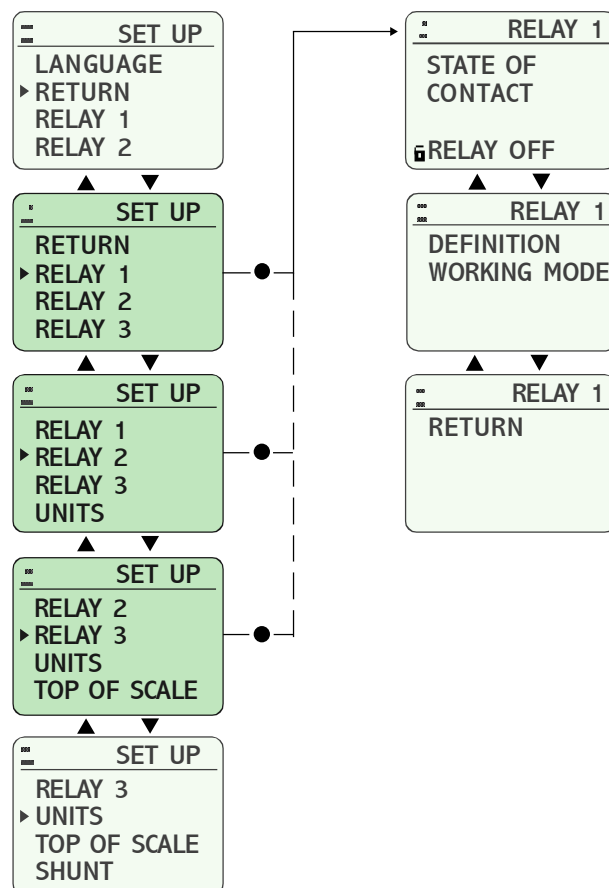 SET UP
LANGUAGE
RETURN
RELAY 1
RELAY 2
SET UP
RETURN
RELAY 1
RELAY 2
RELAY 3
SET UP
RELAY 1
RELAY 2
RELAY 3
UNITS
SET UP
RELAY 2
RELAY 3
UNITS
TOP OF SCALE
SET UP
RELAY 3
UNITS
TOP OF SCALE
SHUNT
RELAY 1
STATE OF
CONTACT
RELAY OFF
RELAY 1
DEFINITION
WORKING MODE
RELAY 1
RETURN